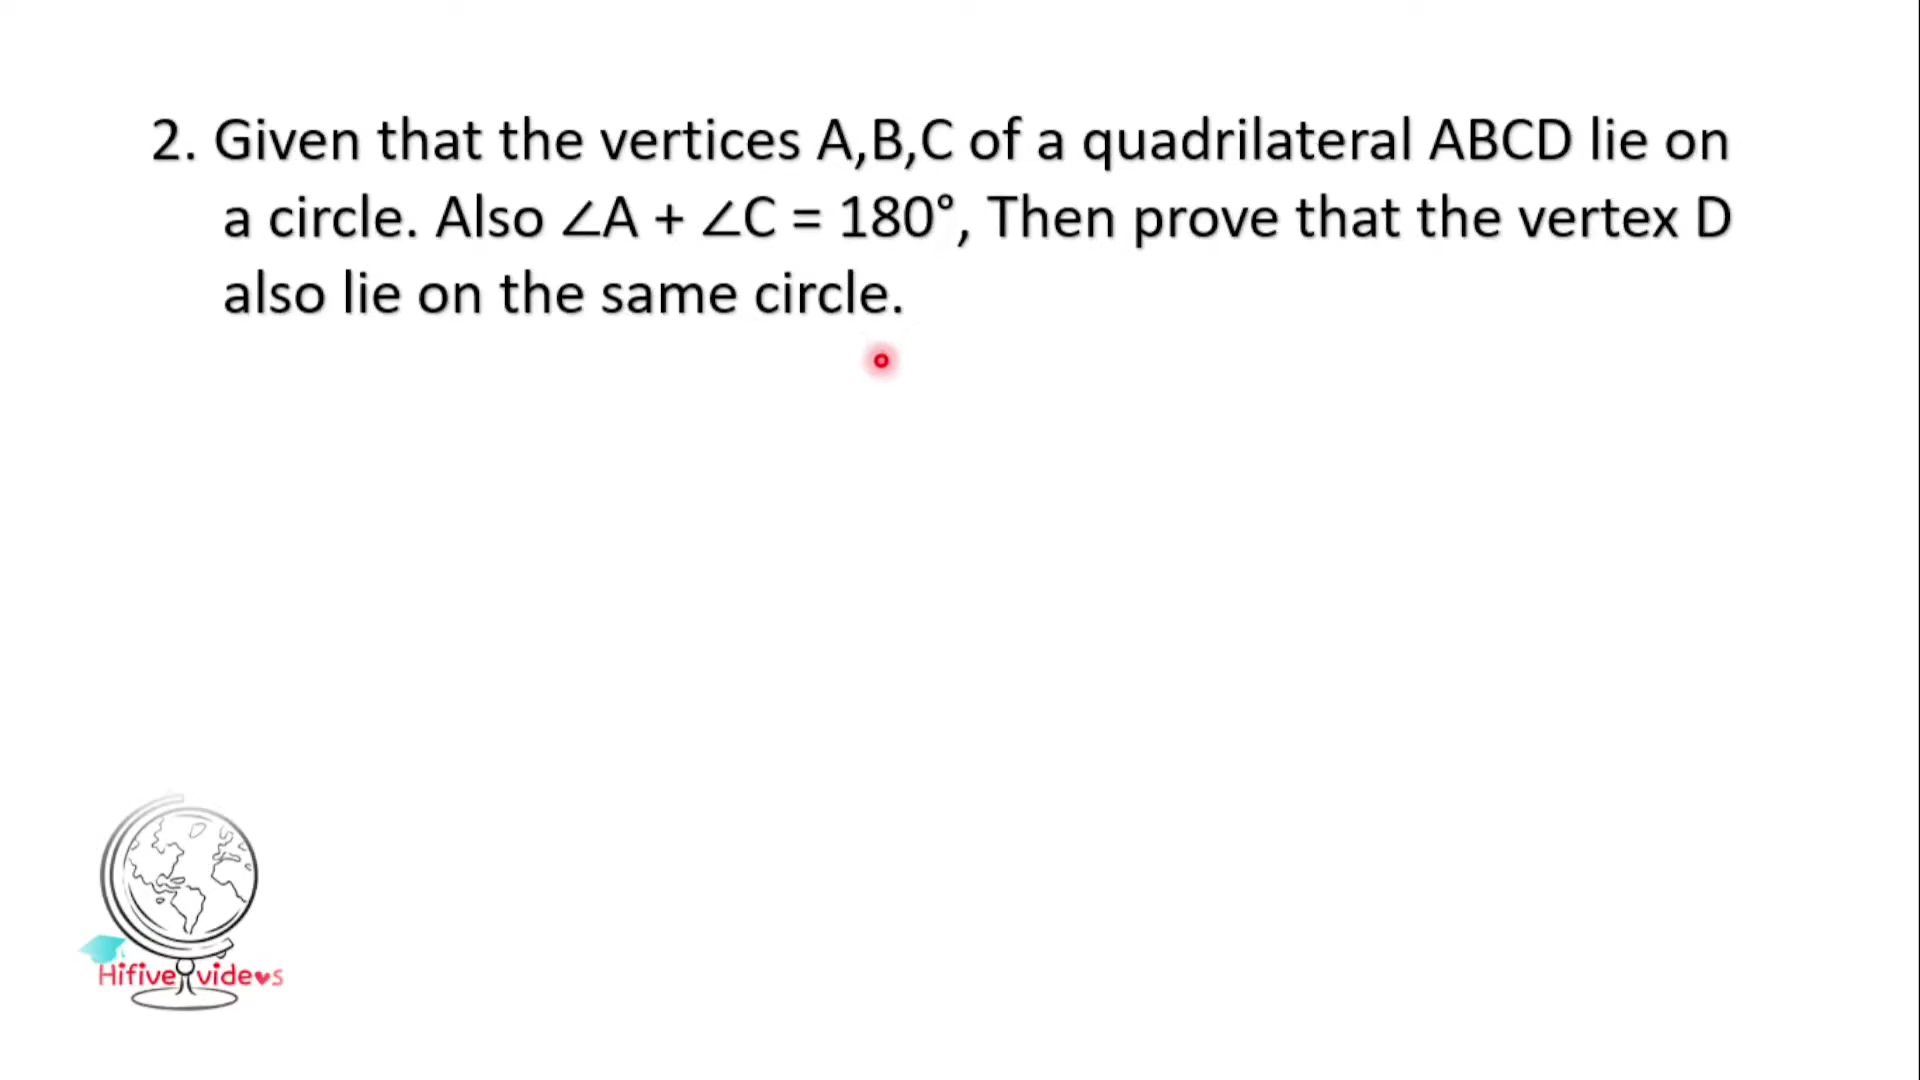 2. Given that the vertices A,B,C of a quadrilateral ABCD lie on
a circle. Also ∠A + ∠C = 180°, Then prove that the vertex D
also lie on the same circle.
Hifive vide♥s